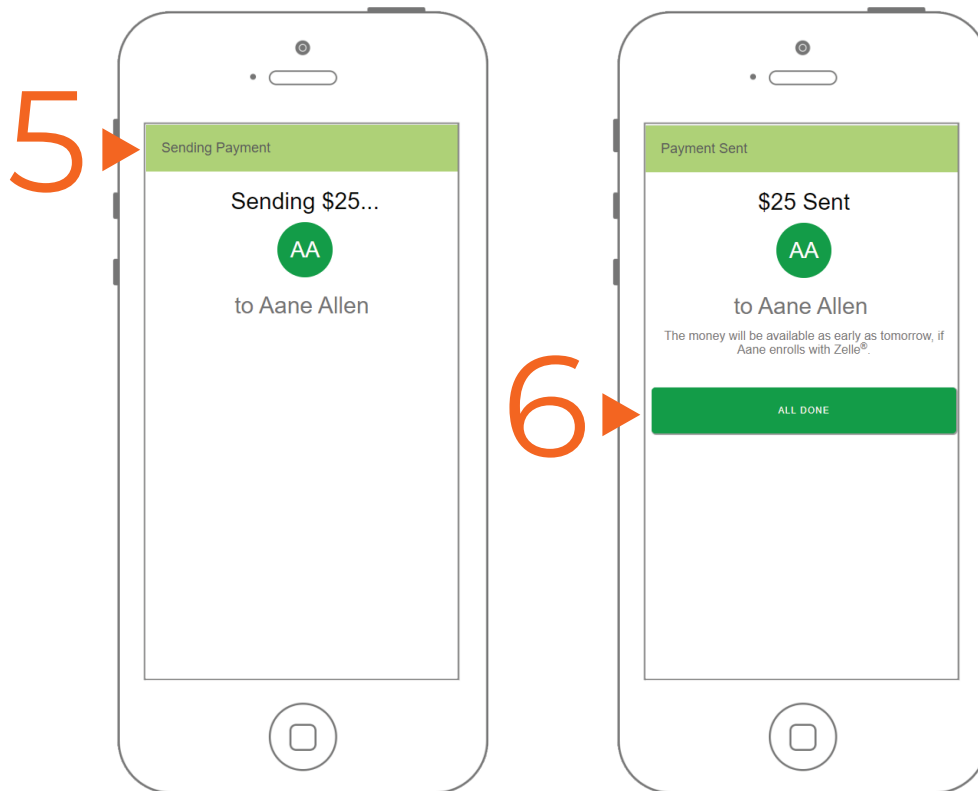 5
Sending Payment
Sending $25...
AA
to Aane Allen
6
Payment Sent
$25 Sent
AA
to Aane Allen
The money will be available as early as tomorrow, if
Aane enrolls with Zelle®.
ALL DONE